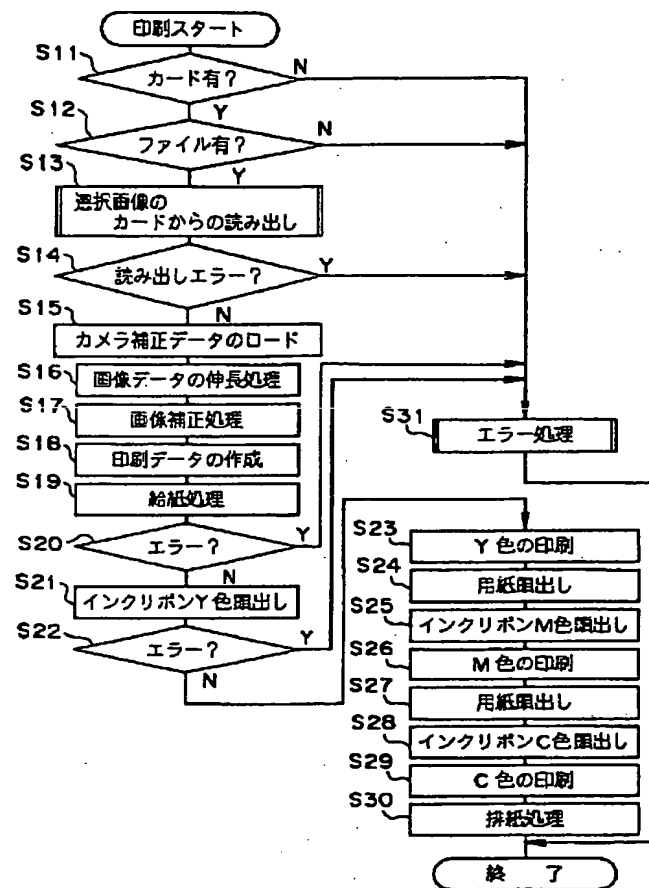 印刷スタート
S11
カード有?
N
Y
S12
ファイル有?
N
Y
S13
選択画像の
カードからの読み出し
S14
読み出しエラー?
Y
N
S15
カメラ補正データのロード
S16
画像データの伸長処理
S17
画像補正処理
S18
印刷データの作成
S19
給紙処理
S20
エラー?
Y
N
S21
インクリボンY色頭出し
S22
エラー?
Y
N
S31
エラー処理
S23
Y色の印刷
S24
用紙頭出し
S25
インクリボンM色頭出し
S26
M色の印刷
S27
用紙頭出し
S28
インクリボンC色頭出し
S29
C色の印刷
S30
排紙処理
終 了